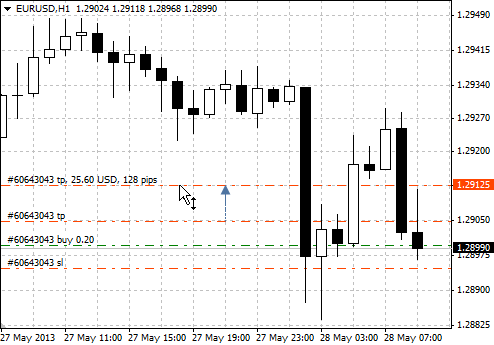 EURUSD,H1 1.29024 1.29118 1.28968 1.28990
1.29490
1.29415
1.29340
1.29270
1.29200
#60643043 tp, 25.60 USD, 128 pips
1.29125
#60643043 tp
1.29050
#60643043 buy 0.20
1.28990
1.28975
#60643043 sl
1.28900
1.28825
27 May 2013 27 May 11:00 27 May 15:00 27 May 19:00 27 May 23:00 28 May 03:00 28 May 07:00